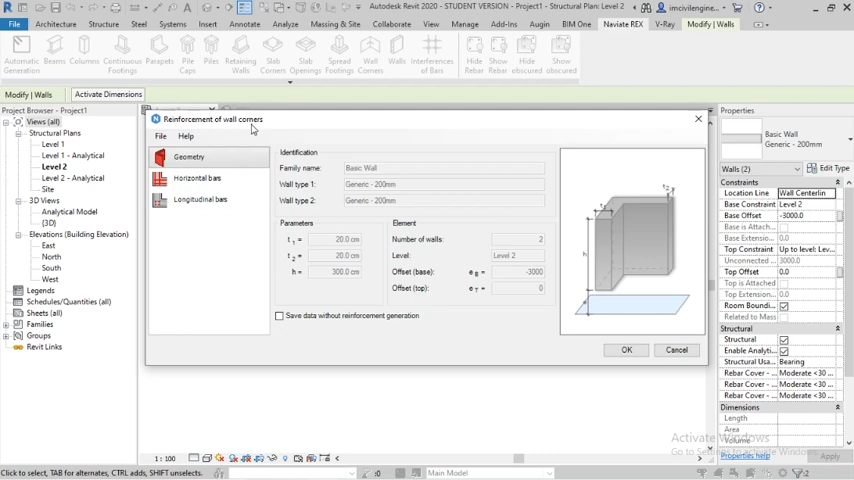 Autodesk Revit 2020 - STUDENT VERSION - Project1 - Structural Plan: Level 2
imcivilengine...
File Architecture Structure Steel Systems Insert Annotate Analyze Massing & Site Collaborate View Manage Add-Ins Augin BIM One Naviate REX V-Ray Modify | Walls
Automatic Generation
Beams
Columns
Continuous Footings
Parapets
Pile Caps
Piles
Retaining Walls
Slab Corners
Slab Openings
Spread Footings
Wall Corners
Walls
Interferences of Bars
Hide Rebar
Show Rebar
Hide obscured
Show obscured
Modify | Walls
Activate Dimensions
Project Browser - Project1
Views (all)
Structural Plans
Level 1
Level 1 - Analytical
Level 2
Level 2 - Analytical
Site
3D Views
Analytical Model
{3D}
Elevations (Building Elevation)
East
North
South
West
Legends
Schedules/Quantities (all)
Sheets (all)
Families
Groups
Revit Links
Reinforcement of wall corners
File Help
Geometry
Horizontal bars
Longitudinal bars
Identification
Family name: Basic Wall
Wall type 1: Generic - 200mm
Wall type 2: Generic - 200mm
Parameters
t 1 = 20.0 cm
t 2 = 20.0 cm
h = 300.0 cm
Element
Number of walls: 2
Level: Level 2
Offset (base): e B = -3000
Offset (top): e T = 0
Save data without reinforcement generation
OK
Cancel
Properties
Basic Wall
Generic - 200mm
Walls (2)
Edit Type
Constraints
Location Line Wall Centerlin
Base Constraint Level 2
Base Offset -3000.0
Base is Attach...
Base Extensio... 0.0
Top Constraint Up to level: Lev...
Unconnected ... 3000.0
Top Offset 0.0
Top is Attached
Top Extension... 0.0
Room Boundi...
Related to Mass
Structural
Structural
Enable Analyti...
Structural Usa... Bearing
Rebar Cover - ... Moderate <30 ...
Rebar Cover - ... Moderate <30 ...
Rebar Cover - ... Moderate <30 ...
Dimensions
Length
Area
Volume
Properties help
Apply
Activate Windows
Go to Settings to activate Windows.
1 : 100
Click to select, TAB for alternates, CTRL adds, SHIFT unselects.
:0
Main Model
:2